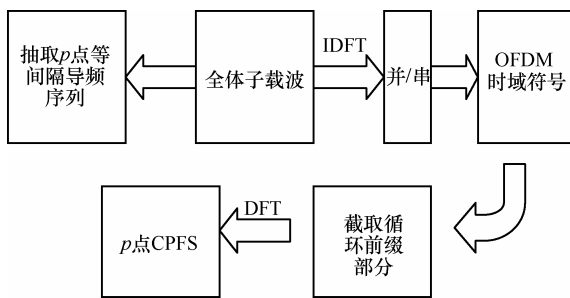 抽取p点等
间隔导频
序列
全体子载波
IDFT
并/串
OFDM
时域符号
p点CPFS
DFT
截取循
环前缀
部分